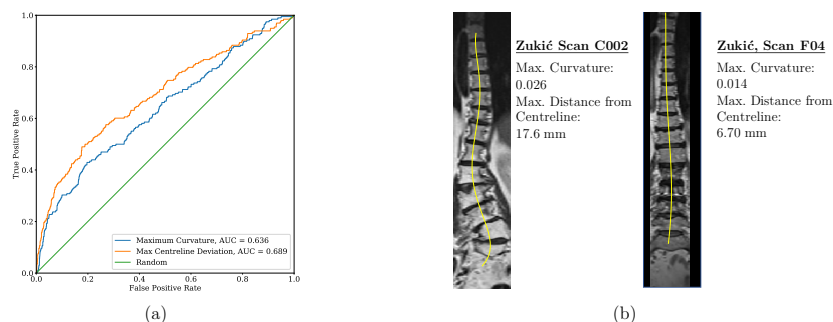 1.0
0.8
0.6
0.4
0.2
0.0
0.0
0.2
0.4
0.6
0.8
1.0
True Positive Rate
False Positive Rate
Maximum Curvature, AUC = 0.636
Max Centreline Deviation, AUC = 0.689
Random
(a)
Zukić Scan C002
Max. Curvature:
0.026
Max. Distance from
Centreline:
17.6 mm
Zukić, Scan F04
Max. Curvature:
0.014
Max. Distance from
Centreline:
6.70 mm
(b)